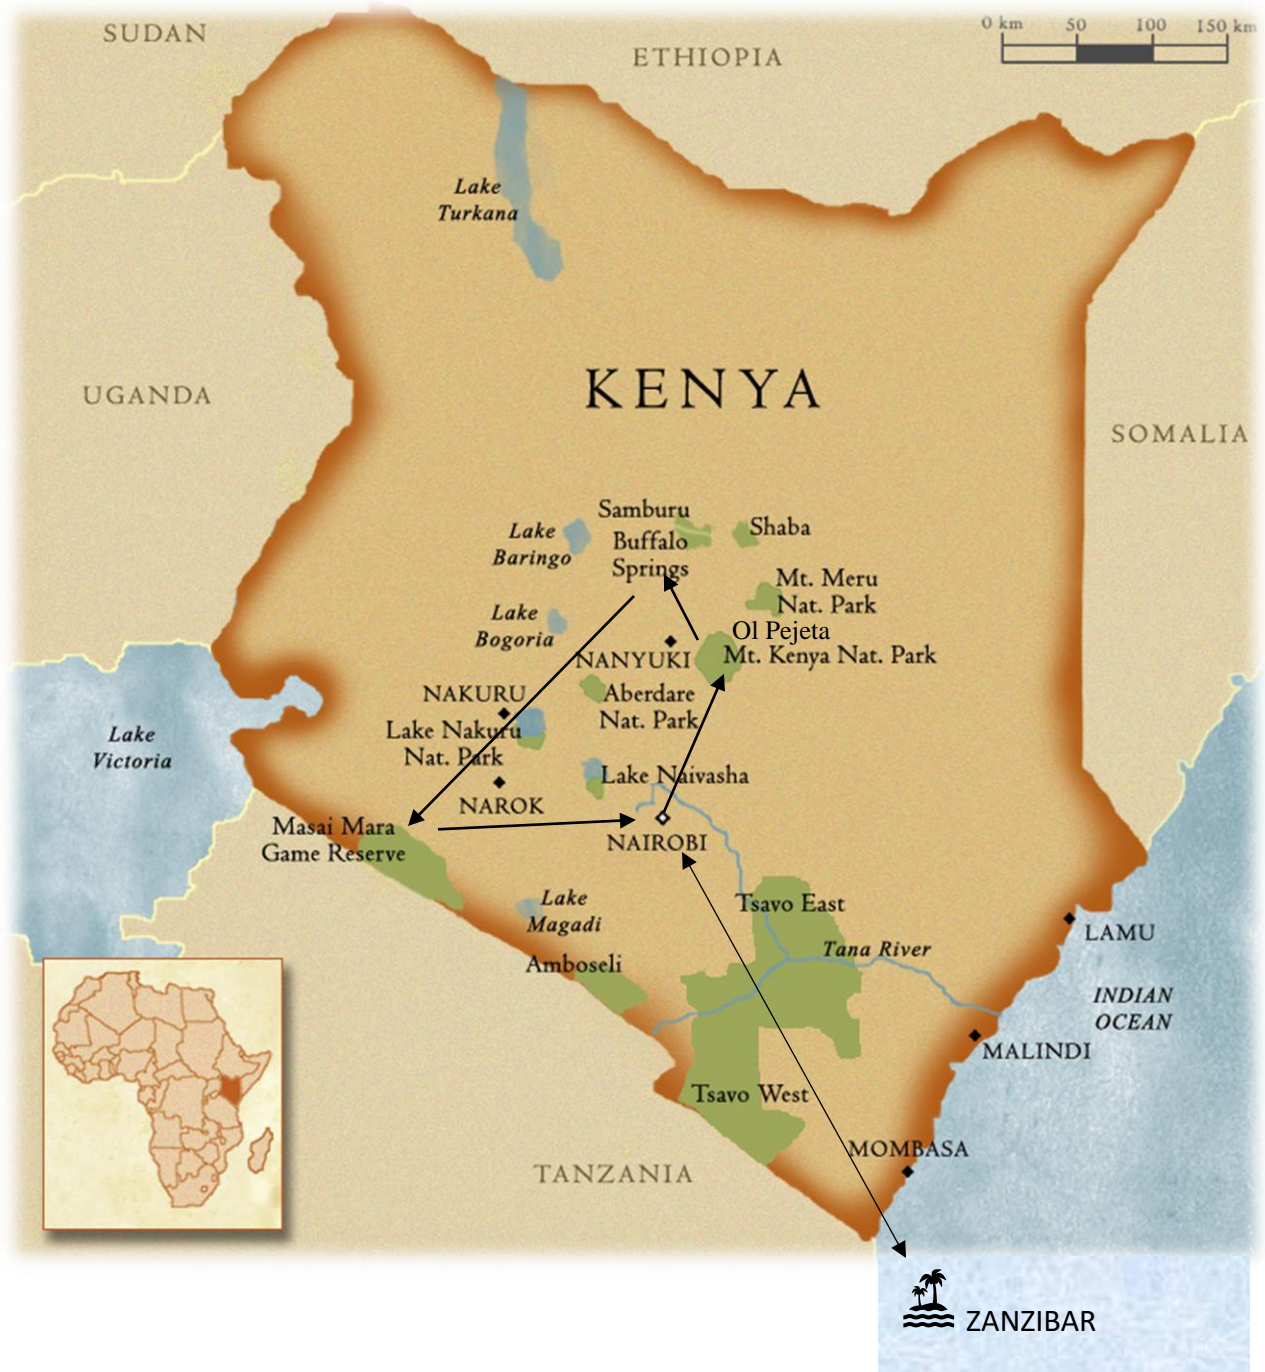 SUDAN
ETHIOPIA
0 km 50 100 150 km
Lake
Turkana
UGANDA
KENYA
SOMALIA
Samburu
Buffalo
Springs
Shaba
Lake
Baringo
Mt. Meru
Nat. Park
Lake
Bogoria
Ol Pejeta
NANYUKI
Mt. Kenya Nat. Park
NAKURU
Aberdare
Nat. Park
Lake Nakuru
Nat. Park
Lake
Victoria
Lake Naivasha
NAROK
Masai Mara
Game Reserve
NAIROBI
Lake
Magadi
Tsavo East
LAMU
Tana River
Amboseli
INDIAN
OCEAN
MALINDI
Tsavo West
MOMBASA
TANZANIA
ZANZIBAR